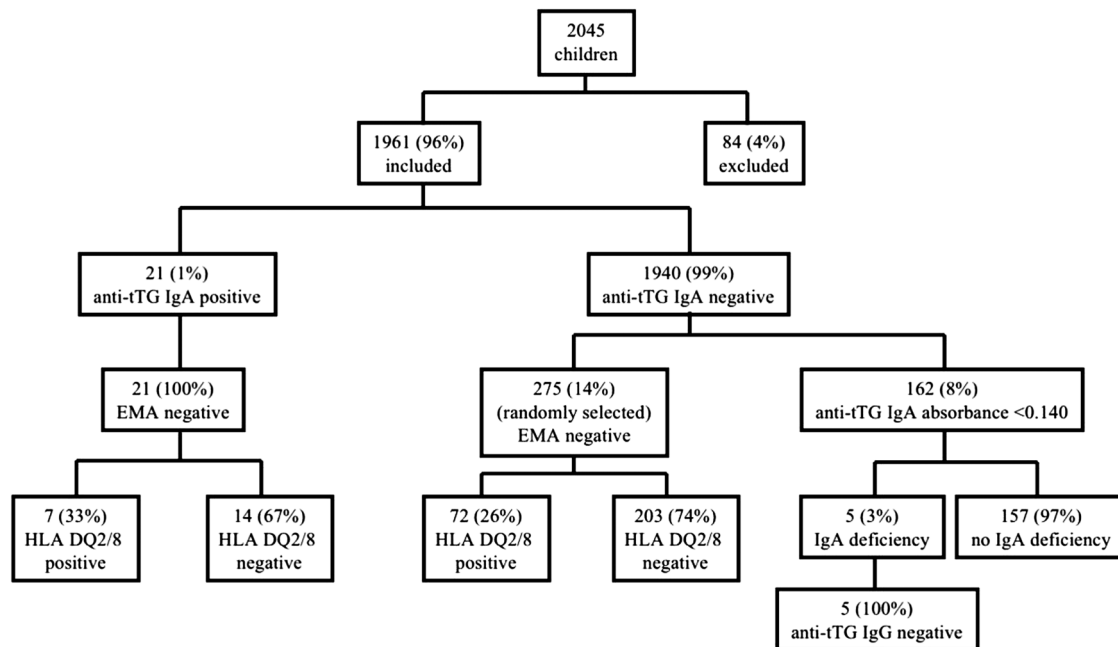 2045
children
1961 (96%)
included
84 (4%)
excluded
21 (1%)
anti-tTG IgA positive
1940 (99%)
anti-tTG IgA negative
21 (100%)
EMA negative
275 (14%)
(randomly selected)
EMA negative
162 (8%)
anti-tTG IgA absorbance <0.140
7 (33%)
HLA DQ2/8
positive
14 (67%)
HLA DQ2/8
negative
72 (26%)
HLA DQ2/8
positive
203 (74%)
HLA DQ2/8
negative
5 (3%)
IgA deficiency
157 (97%)
no IgA deficiency
5 (100%)
anti-tTG IgG negative